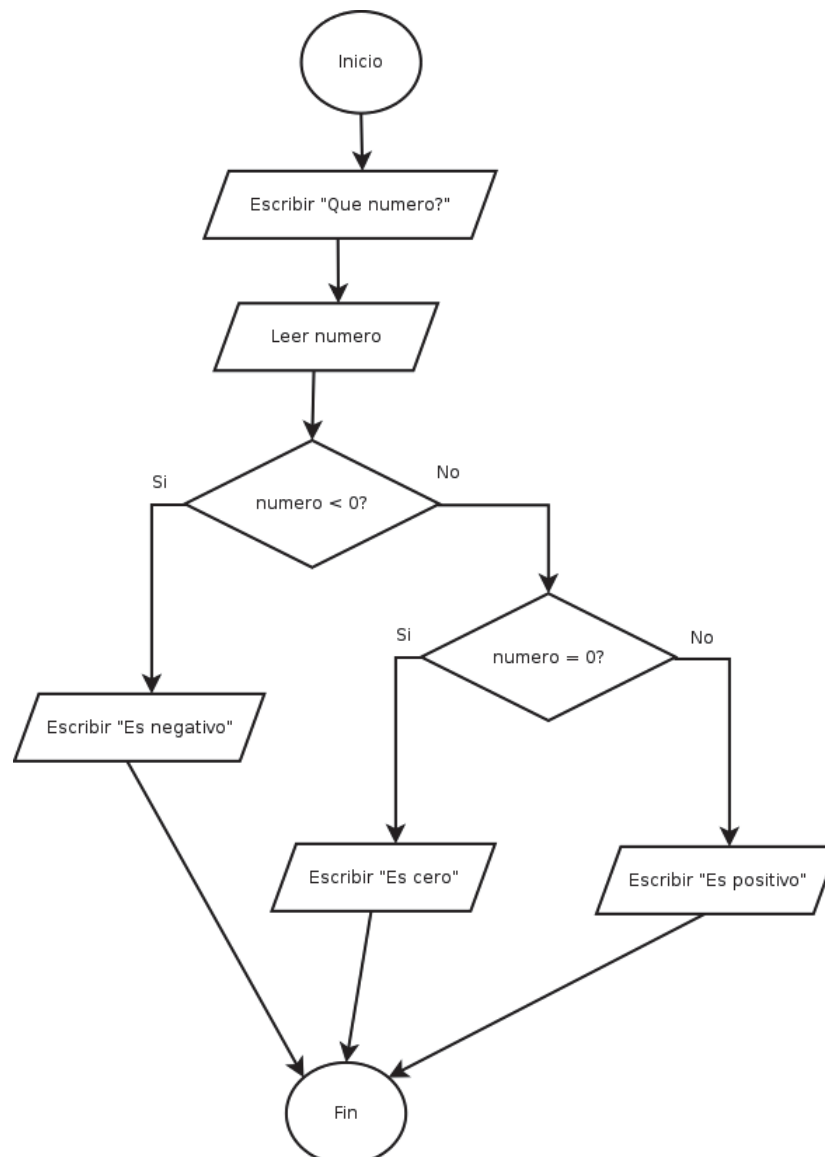 Inicio
Escribir "Que numero?"
Leer numero
Si
No
numero < 0?
Si
No
numero = 0?
Escribir "Es negativo"
Escribir "Es cero"
Escribir "Es positivo"
Fin